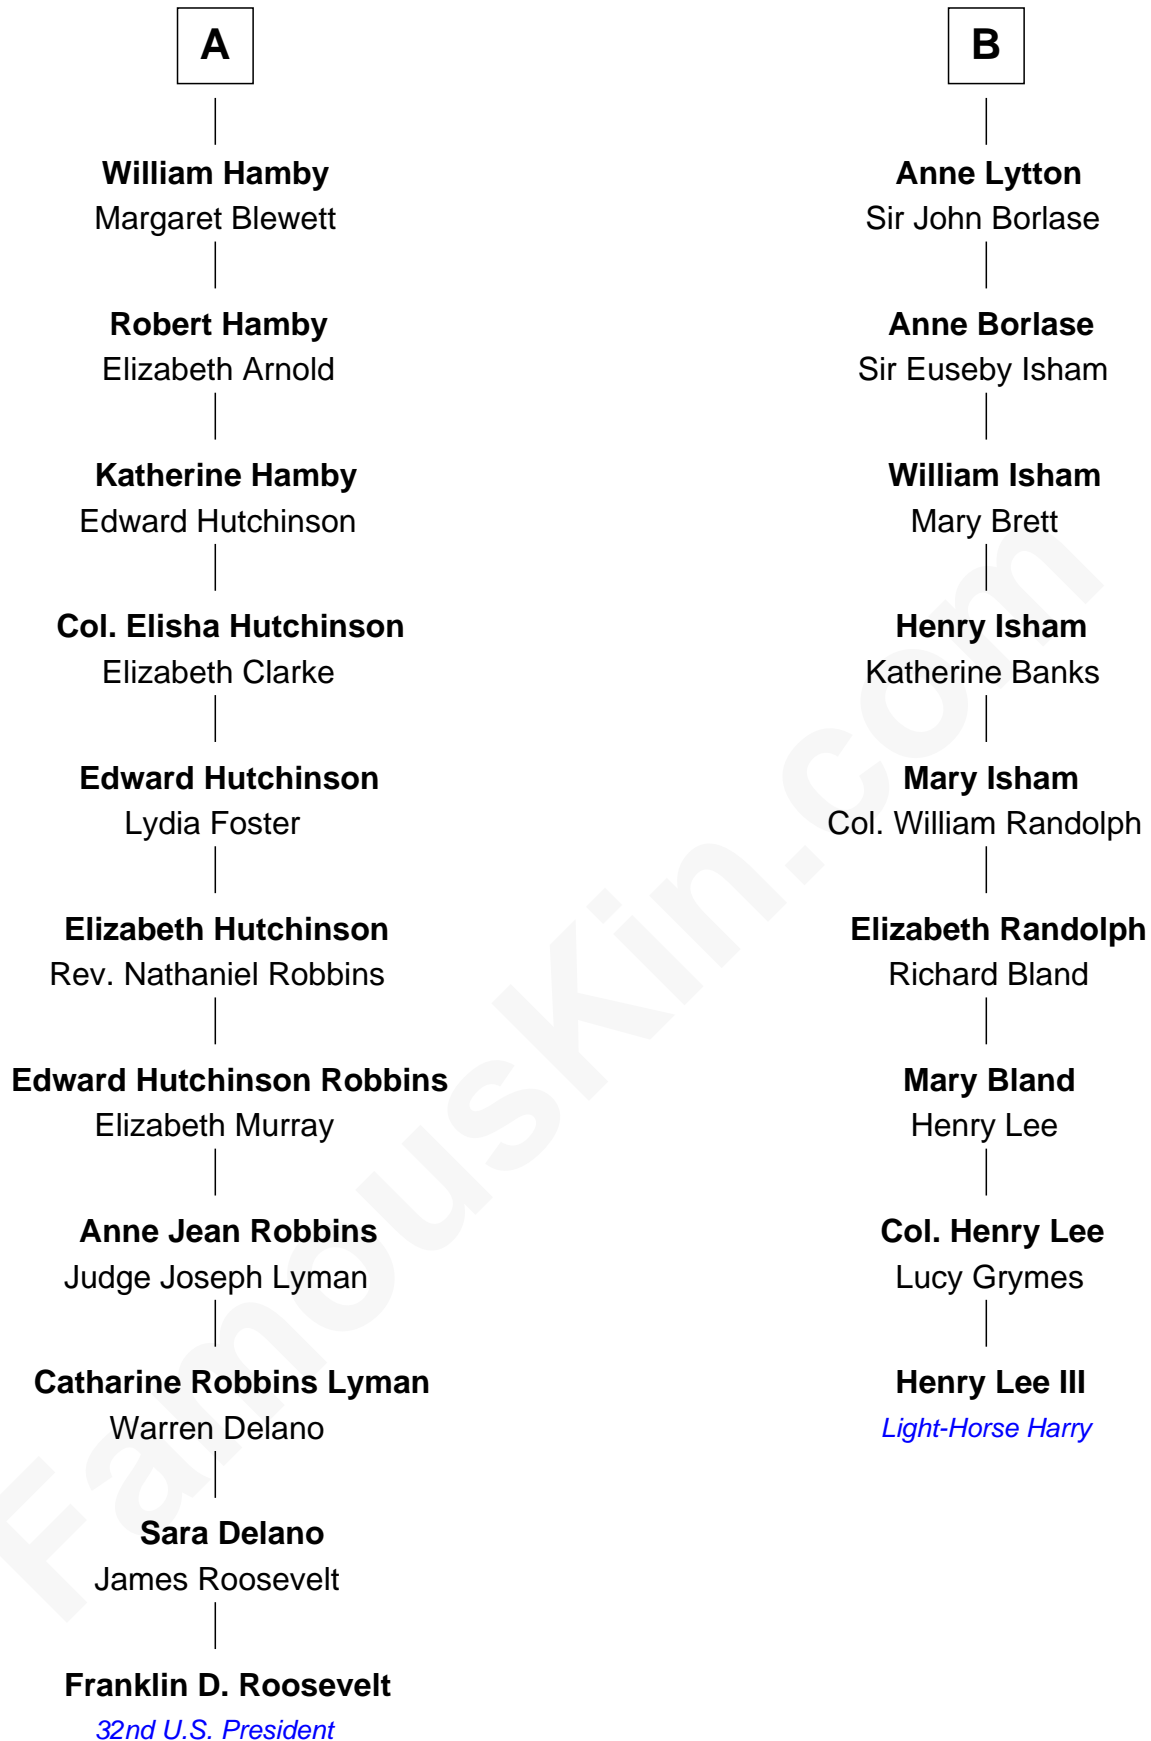 A
William Hamby
Margaret Blewett
Robert Hamby
Elizabeth Arnold
Katherine Hamby
Edward Hutchinson
Col. Elisha Hutchinson
Elizabeth Clarke
Edward Hutchinson
Lydia Foster
Elizabeth Hutchinson
Rev. Nathaniel Robbins
Edward Hutchinson Robbins
Elizabeth Murray
Anne Jean Robbins
Judge Joseph Lyman
Catharine Robbins Lyman
Warren Delano
Sara Delano
James Roosevelt
Franklin D. Roosevelt
32nd U.S. President
B
Anne Lytton
Sir John Borlase
Anne Borlase
Sir Euseby Isham
William Isham
Mary Brett
Henry Isham
Katherine Banks
Mary Isham
Col. William Randolph
Elizabeth Randolph
Richard Bland
Mary Bland
Henry Lee
Col. Henry Lee
Lucy Grymes
Henry Lee III
Light-Horse Harry
FamousKin.com